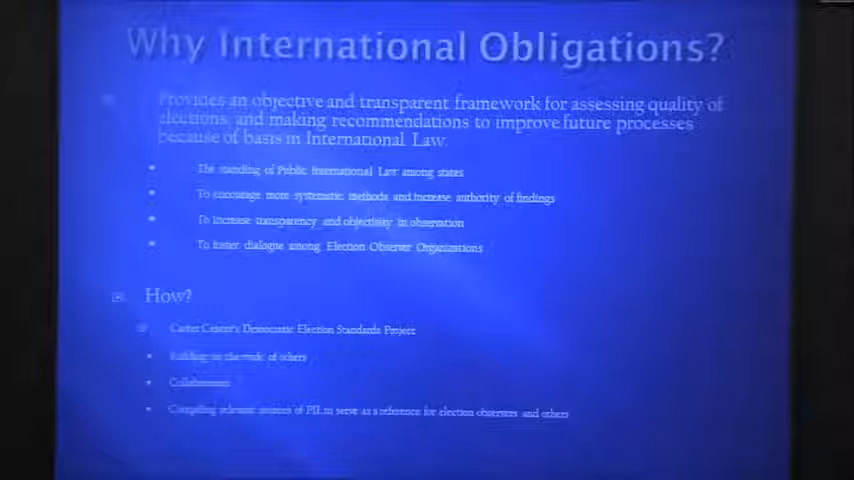 Why International Obligations?
Provides an objective and transparent framework for assessing quality of
elections, and making recommendations to improve future processes
because of basis in International Law.
The standing of Public International Law among states
To encourage more systematic methods and increase authority of findings
To increase transparency and objectivity in observation
To foster dialogue among Election Observer Organizations
How?
Carter Center's Democratic Election Standards Project
Building on the work of others
Collaboration
Compiling relevant sources of PIL to serve as a reference for election observers and others